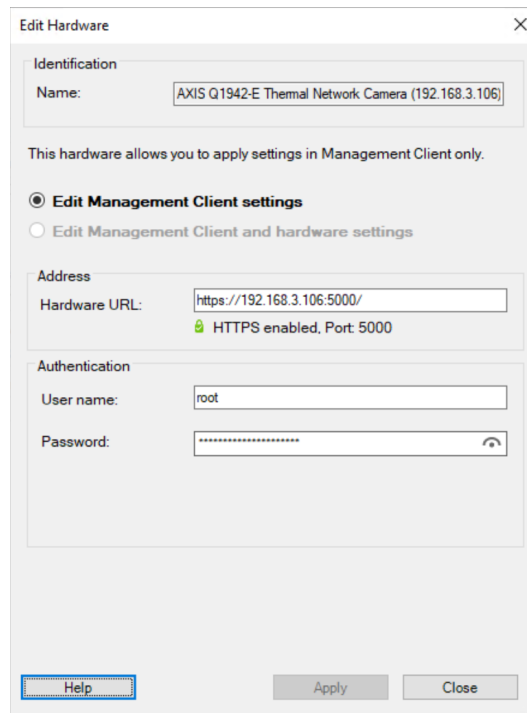 Edit Hardware
Identification
Name: AXIS Q1942-E Thermal Network Camera (192.168.3.106)
This hardware allows you to apply settings in Management Client only.
Edit Management Client settings
Edit Management Client and hardware settings
Address
Hardware URL: https://192.168.3.106:5000/
HTTPS enabled, Port: 5000
Authentication
User name: root
Password: *********************
Help Apply Close